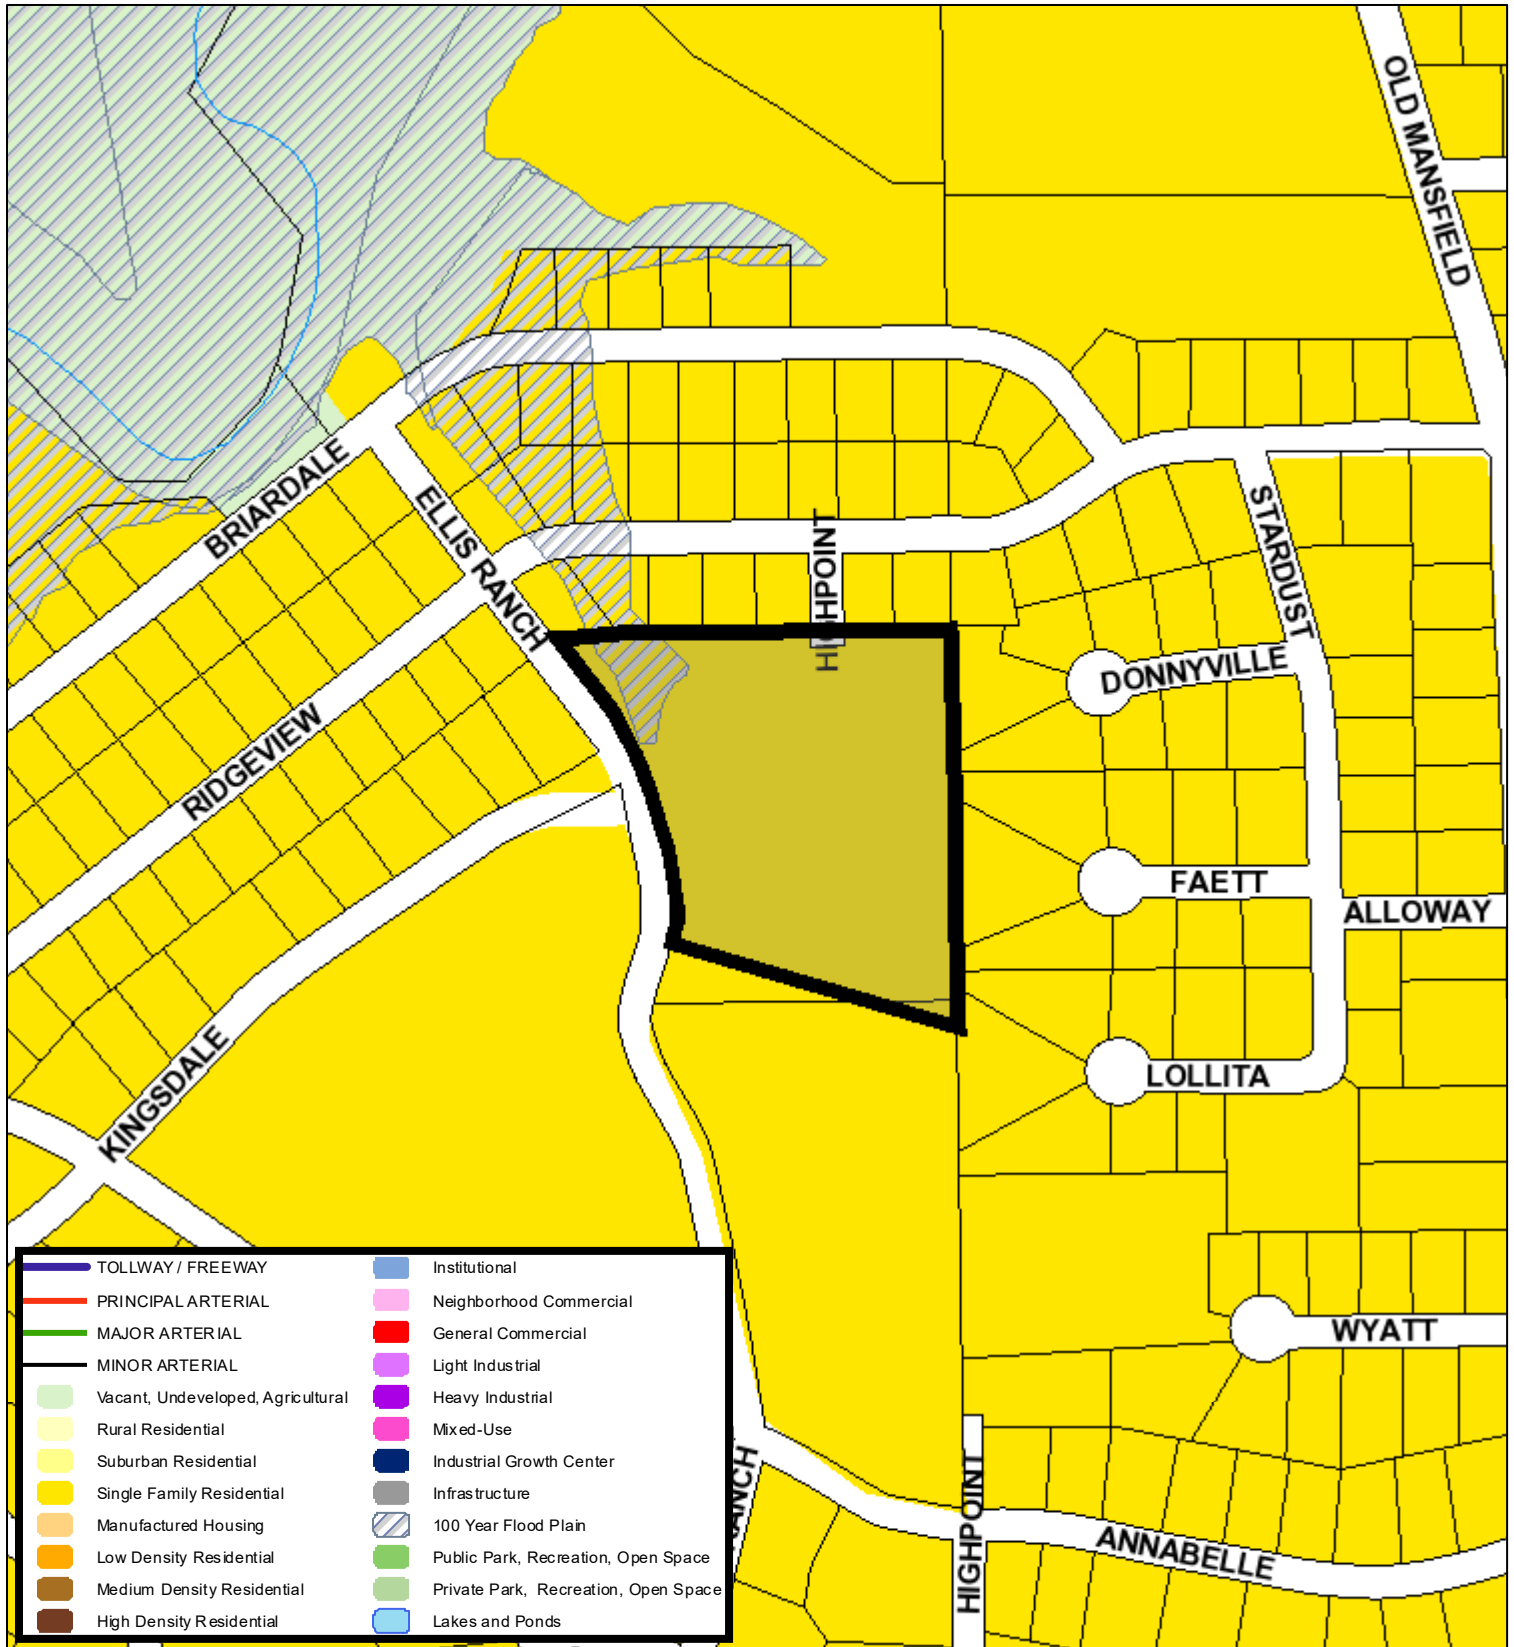 OLD MANSFIELD
BRIARDALE
ELLIS RANCH
HIGHPOINT
STARDUST
DONNYVILLE
RIDGEVIEW
FAETT
ALLOWAY
KINGSDALE
LOLLITA
WYATT
HIGHPOINT
ANNABELLE
TOLLWAY / FREEWAY
PRINCIPAL ARTERIAL
MAJOR ARTERIAL
MINOR ARTERIAL
Vacant, Undeveloped, Agricultural
Rural Residential
Suburban Residential
Single Family Residential
Manufactured Housing
Low Density Residential
Medium Density Residential
High Density Residential
Institutional
Neighborhood Commercial
General Commercial
Light Industrial
Heavy Industrial
Mixed-Use
Industrial Growth Center
Infrastructure
100 Year Flood Plain
Public Park, Recreation, Open Space
Private Park, Recreation, Open Space
Lakes and Ponds